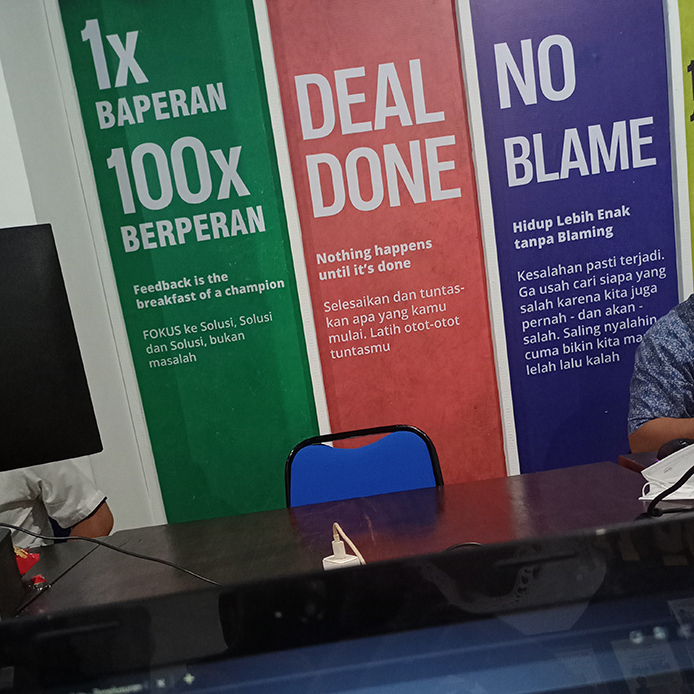 1x
BAPERAN
100x
BERPERAN
Feedback is the
breakfast of a champion
FOKUS ke Solusi, Solusi
dan Solusi, bukan
masalah
DEAL
DONE
Nothing happens
until it's done
Selesaikan dan tuntas-
kan apa yang kamu
mulai. Latih otot-otot
tuntasmu
NO
BLAME
Hidup Lebih Enak
tanpa Blaming
Kesalahan pasti terjadi.
Ga usah cari siapa yang
salah karena kita juga
pernah - dan akan -
salah. Saling nyalahin
cuma bikin kita
lelah lalu kalah